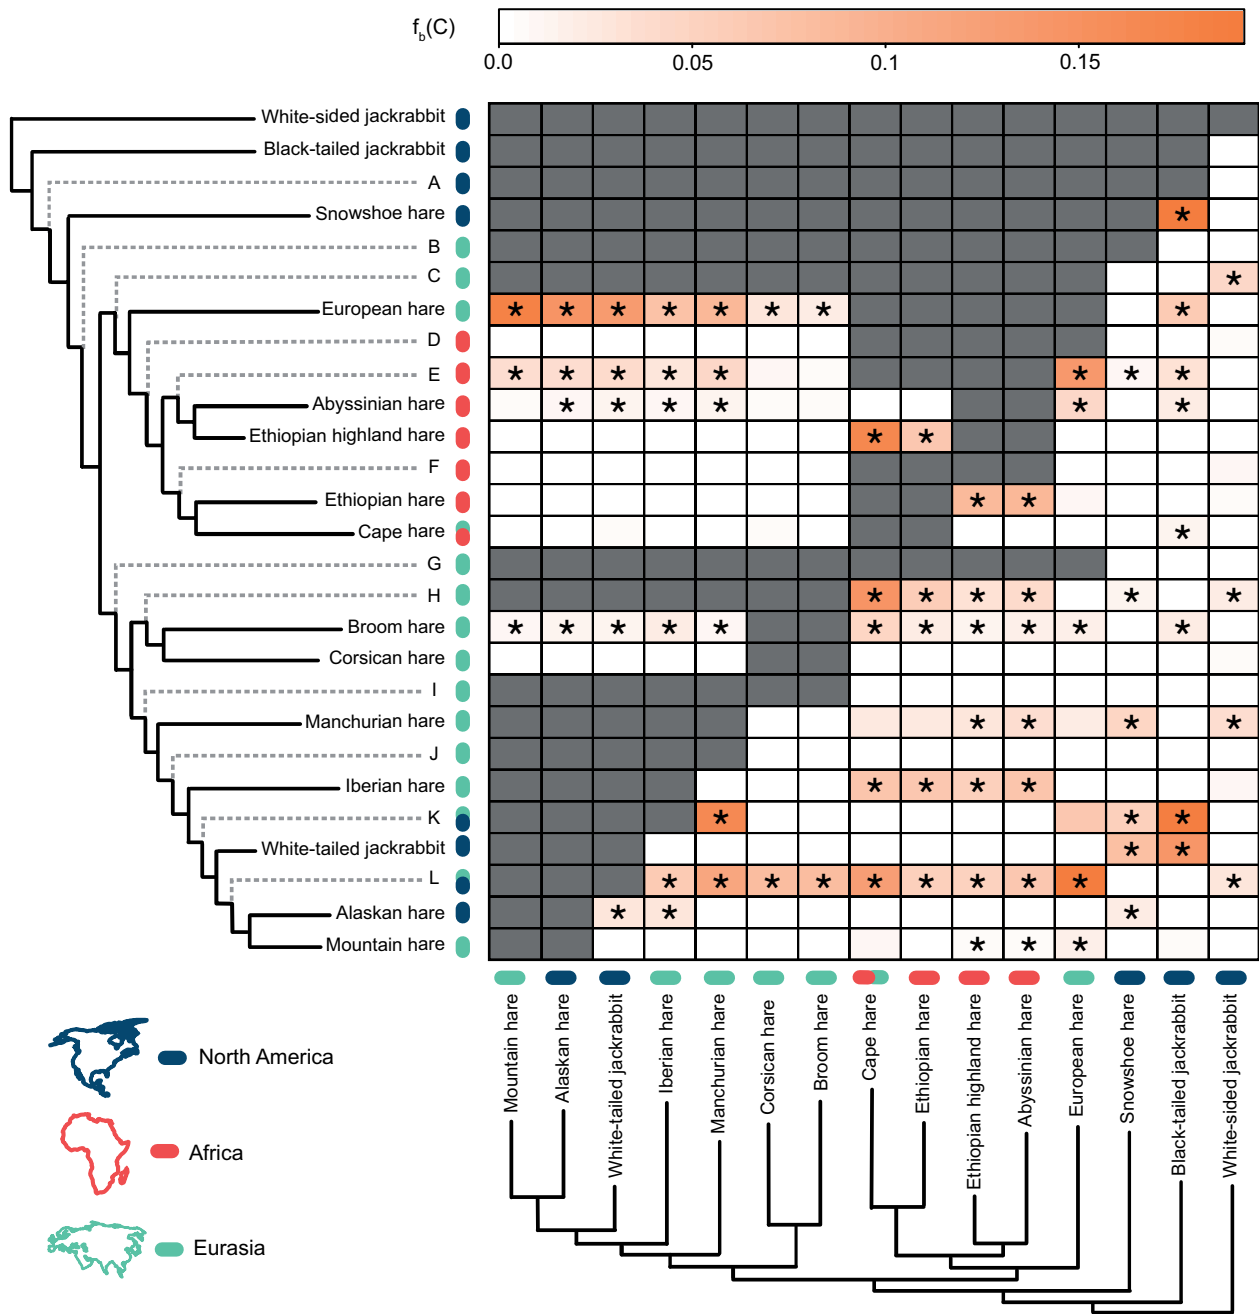 f_b(C)
0.0 0.05 0.1 0.15
White-sided jackrabbit
Black-tailed jackrabbit
A
Snowshoe hare *
B
C *
European hare * * * * * * * *
D
E * * * * * * * *
Abyssinian hare * * * * * *
Ethiopian highland hare * *
F
Ethiopian hare * *
Cape hare *
G
H * * * * * *
Broom hare * * * * * * * * * * *
Corsican hare
I
Manchurian hare * * * *
J
Iberian hare * * * *
K * * *
White-tailed jackrabbit * *
L * * * * * * * * * *
Alaskan hare * * *
Mountain hare * * *
Mountain hare
Alaskan hare
White-tailed jackrabbit
Iberian hare
Manchurian hare
Corsican hare
Broom hare
Cape hare
Ethiopian hare
Ethiopian highland hare
Abyssinian hare
European hare
Snowshoe hare
Black-tailed jackrabbit
White-sided jackrabbit
North America
Africa
Eurasia